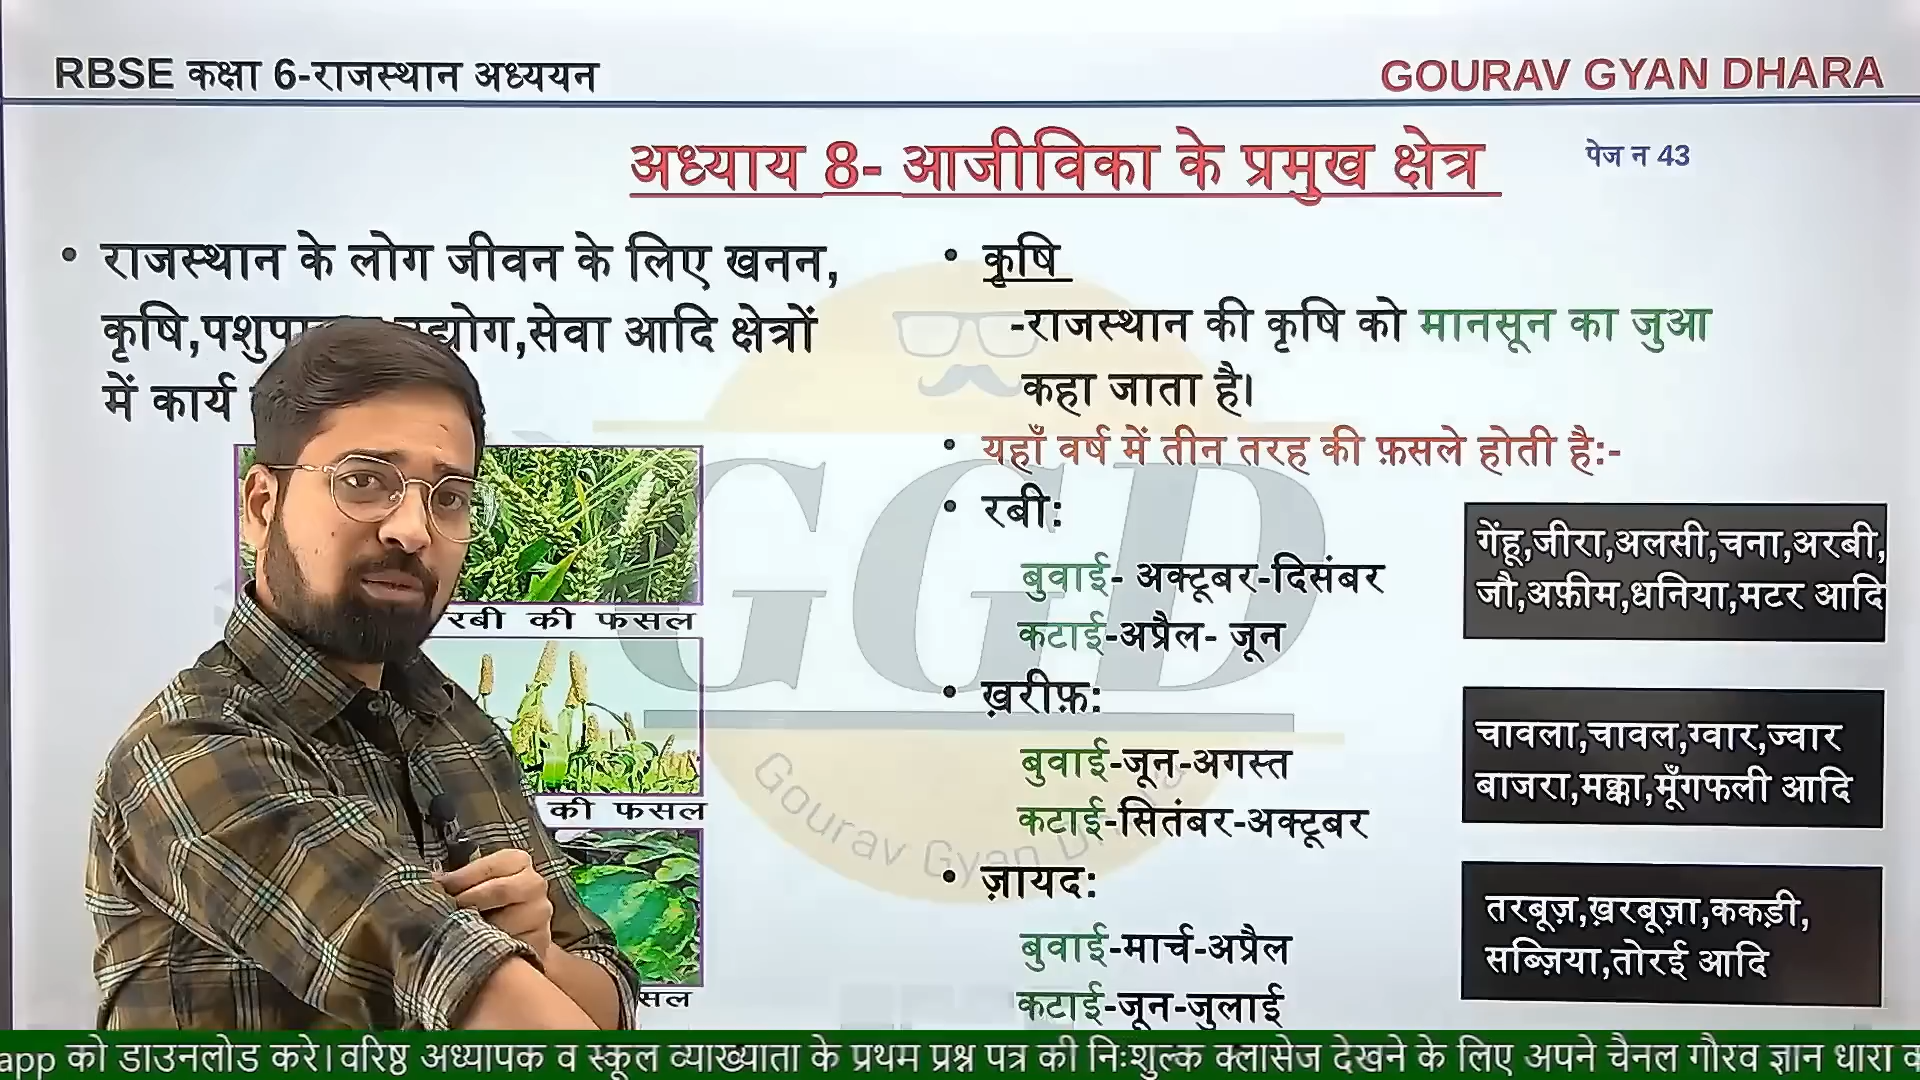 RBSE कक्षा 6-राजस्थान अध्ययन
GOURAV GYAN DHARA
अध्याय 8- आजीविका के प्रमुख क्षेत्र
पेज न 43
• राजस्थान के लोग जीवन के लिए खनन,
कृषि,पशुपा उद्योग,सेवा आदि क्षेत्रों
में कार्य
रबी की फसल
की फसल
सल
• कृषि
-राजस्थान की कृषि को मानसून का जुआ
कहा जाता है।
• यहाँ वर्ष में तीन तरह की फ़सले होती है:-
• रबी:
बुवाई- अक्टूबर-दिसंबर
कटाई-अप्रैल- जून
गेंहू,जीरा,अलसी,चना,अरबी,
जौ,अफ़ीम,धनिया,मटर आदि
• ख़रीफ़:
बुवाई-जून-अगस्त
कटाई-सितंबर-अक्टूबर
चावला,चावल,ग्वार,ज्वार
बाजरा,मक्का,मूँगफली आदि
• ज़ायद:
बुवाई-मार्च-अप्रैल
कटाई-जून-जुलाई
तरबूज़,ख़रबूज़ा,ककड़ी,
सब्ज़िया,तोरई आदि
GGD
Gourav Gyan D
app को डाउनलोड करे।वरिष्ठ अध्यापक व स्कूल व्याख्याता के प्रथम प्रश्न पत्र की निःशुल्क क्लासेज देखने के लिए अपने चैनल गौरव ज्ञान धारा